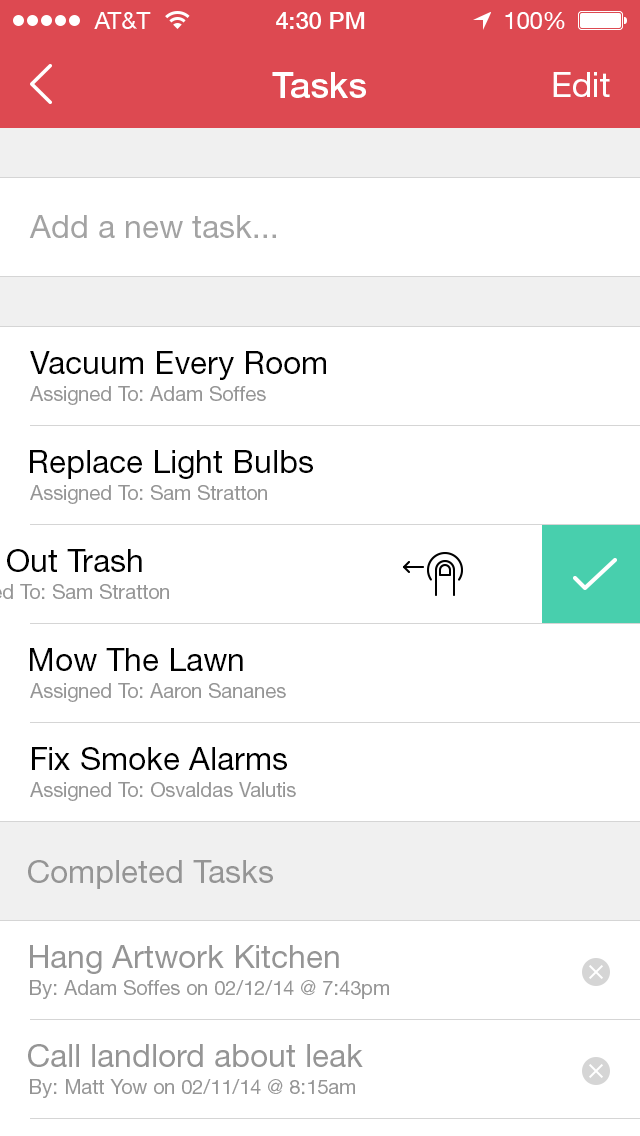 AT&T 4:30 PM 100%
Tasks Edit
Add a new task...
Vacuum Every Room
Assigned To: Adam Soffes
Replace Light Bulbs
Assigned To: Sam Stratton
Out Trash
d To: Sam Stratton
Mow The Lawn
Assigned To: Aaron Sananes
Fix Smoke Alarms
Assigned To: Osvaldas Valutis
Completed Tasks
Hang Artwork Kitchen
By: Adam Soffes on 02/12/14 @ 7:43pm
Call landlord about leak
By: Matt Yow on 02/11/14 @ 8:15am